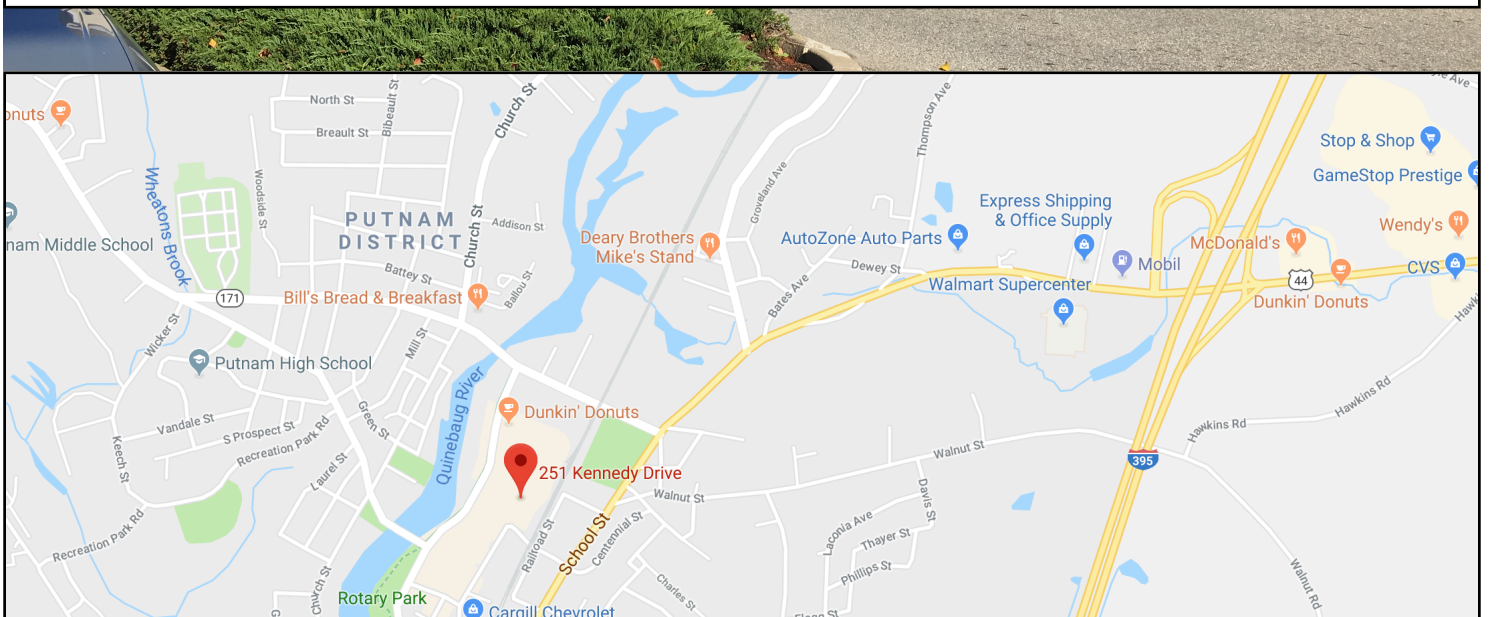 yle Ave
onuts
North St
Bibeault St
Church St
Breault St
Thompson Ave
Stop & Shop
GameStop Prestige
Wheatons Brook
Woodside St
Groveland Ave
Express Shipping
& Office Supply
PUTNAM
DISTRICT
Church St
Addison St
Wendy's
nam Middle School
Deary Brothers
Mike's Stand
AutoZone Auto Parts
McDonald's
Mobil
CVS
Battey St
Dewey St
Ballou St
44
171
Bill's Bread & Breakfast
Bates Ave
Walmart Supercenter
Dunkin' Donuts
Hawki
Wicker St
Mill St
Putnam High School
Quinebaug River
Hawkins Rd
Dunkin' Donuts
Vandale St
Green St
S Prospect St
Recreation Park Rd
Hawkins Rd
Keech St
Walnut St
395
Laurel St
251 Kennedy Drive
Walnut St
Davis St
Recreation Park Rd
Railroad St
School St
Centennial St
Laconia Ave
Thayer St
Phillips St
Walnut Rd
Church St
Rotary Park
Charles St
Cargill Chevrolet
G